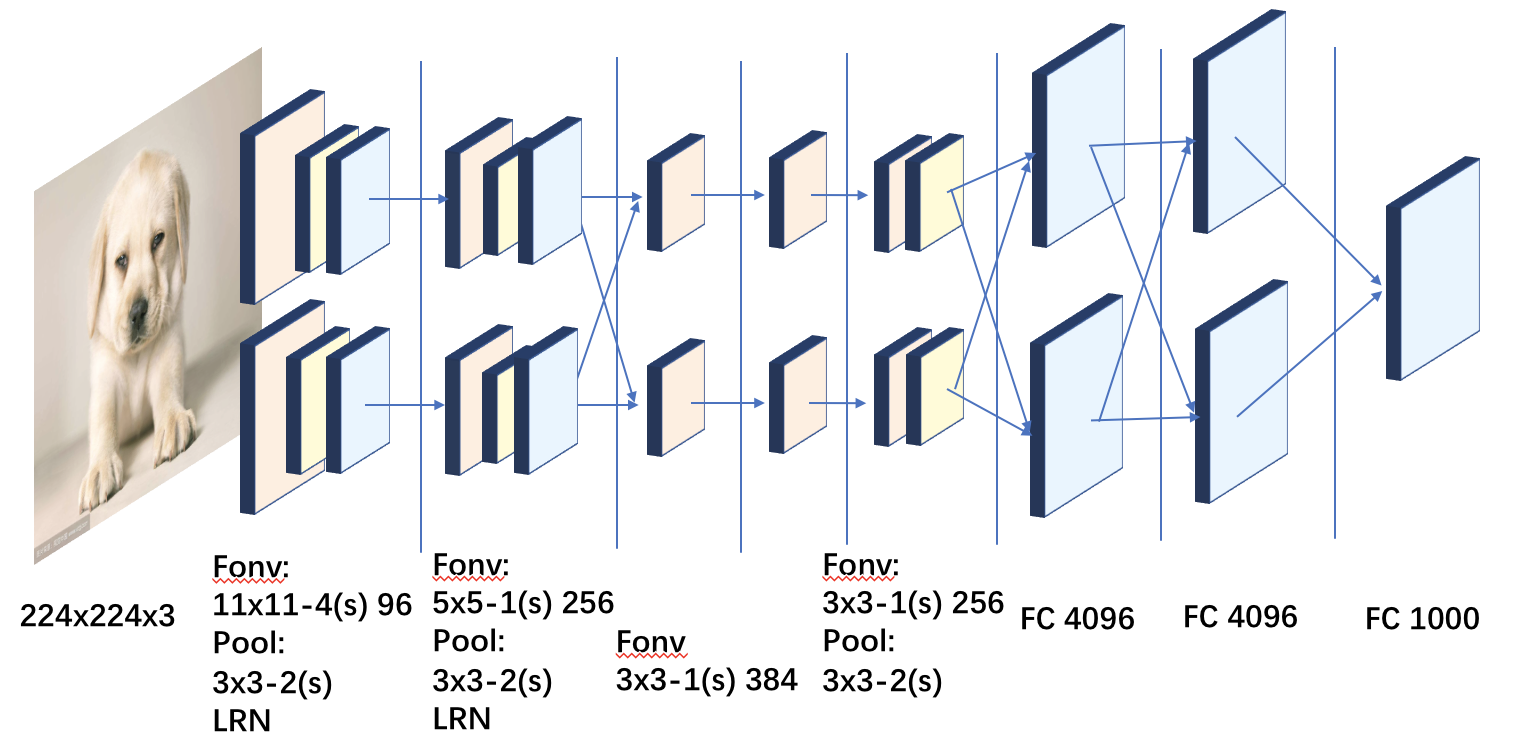 224x224x3
Fonv:
11x11-4(s) 96
Pool:
3x3-2(s)
LRN
Fonv:
5x5-1(s) 256
Pool:
3x3-2(s)
LRN
Fonv
3x3-1(s) 384
Fonv:
3x3-1(s) 256
Pool:
3x3-2(s)
FC 4096
FC 4096
FC 1000